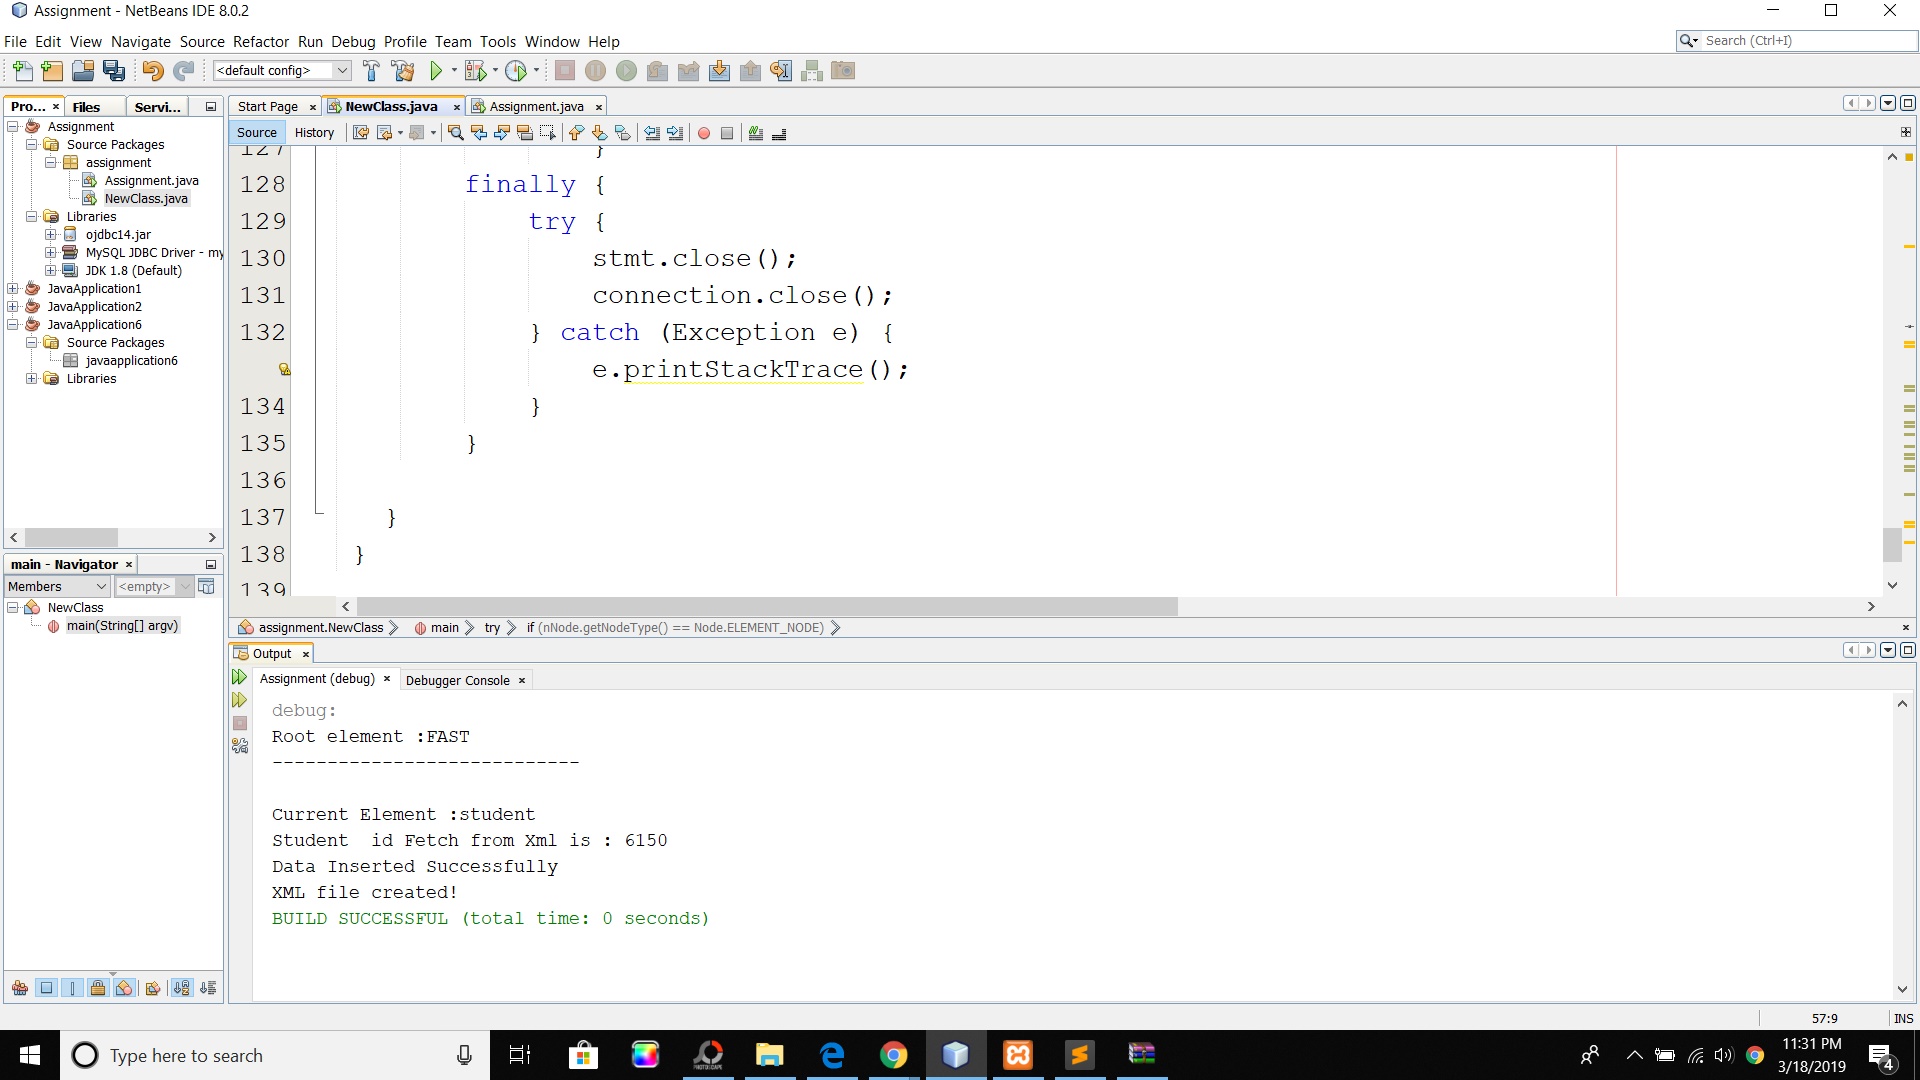 Assignment - NetBeans IDE 8.0.2
File Edit View Navigate Source Refactor Run Debug Profile Team Tools Window Help
Search (Ctrl+I)
<default config>
Pro... × Files Servi...
Assignment
Source Packages
assignment
Assignment.java
NewClass.java
Libraries
ojdbc14.jar
MySQL JDBC Driver - my
JDK 1.8 (Default)
JavaApplication1
JavaApplication2
JavaApplication6
Source Packages
javaapplication6
Libraries
main - Navigator ×
Members <empty>
NewClass
main(String[] argv)
Start Page × NewClass.java × Assignment.java ×
Source History
127 }
128 finally {
129 try {
130 stmt.close();
131 connection.close();
132 } catch (Exception e) {
e.printStackTrace();
134 }
135 }
136
137 }
138 }
139
assignment.NewClass main try if (nNode.getNodeType() == Node.ELEMENT_NODE)
Output ×
Assignment (debug) × Debugger Console ×
debug:
Root element :FAST
----------------------------
Current Element :student
Student  id Fetch from Xml is : 6150
Data Inserted Successfully
XML file created!
BUILD SUCCESSFUL (total time: 0 seconds)
57:9 INS
Type here to search
11:31 PM
3/18/2019
4